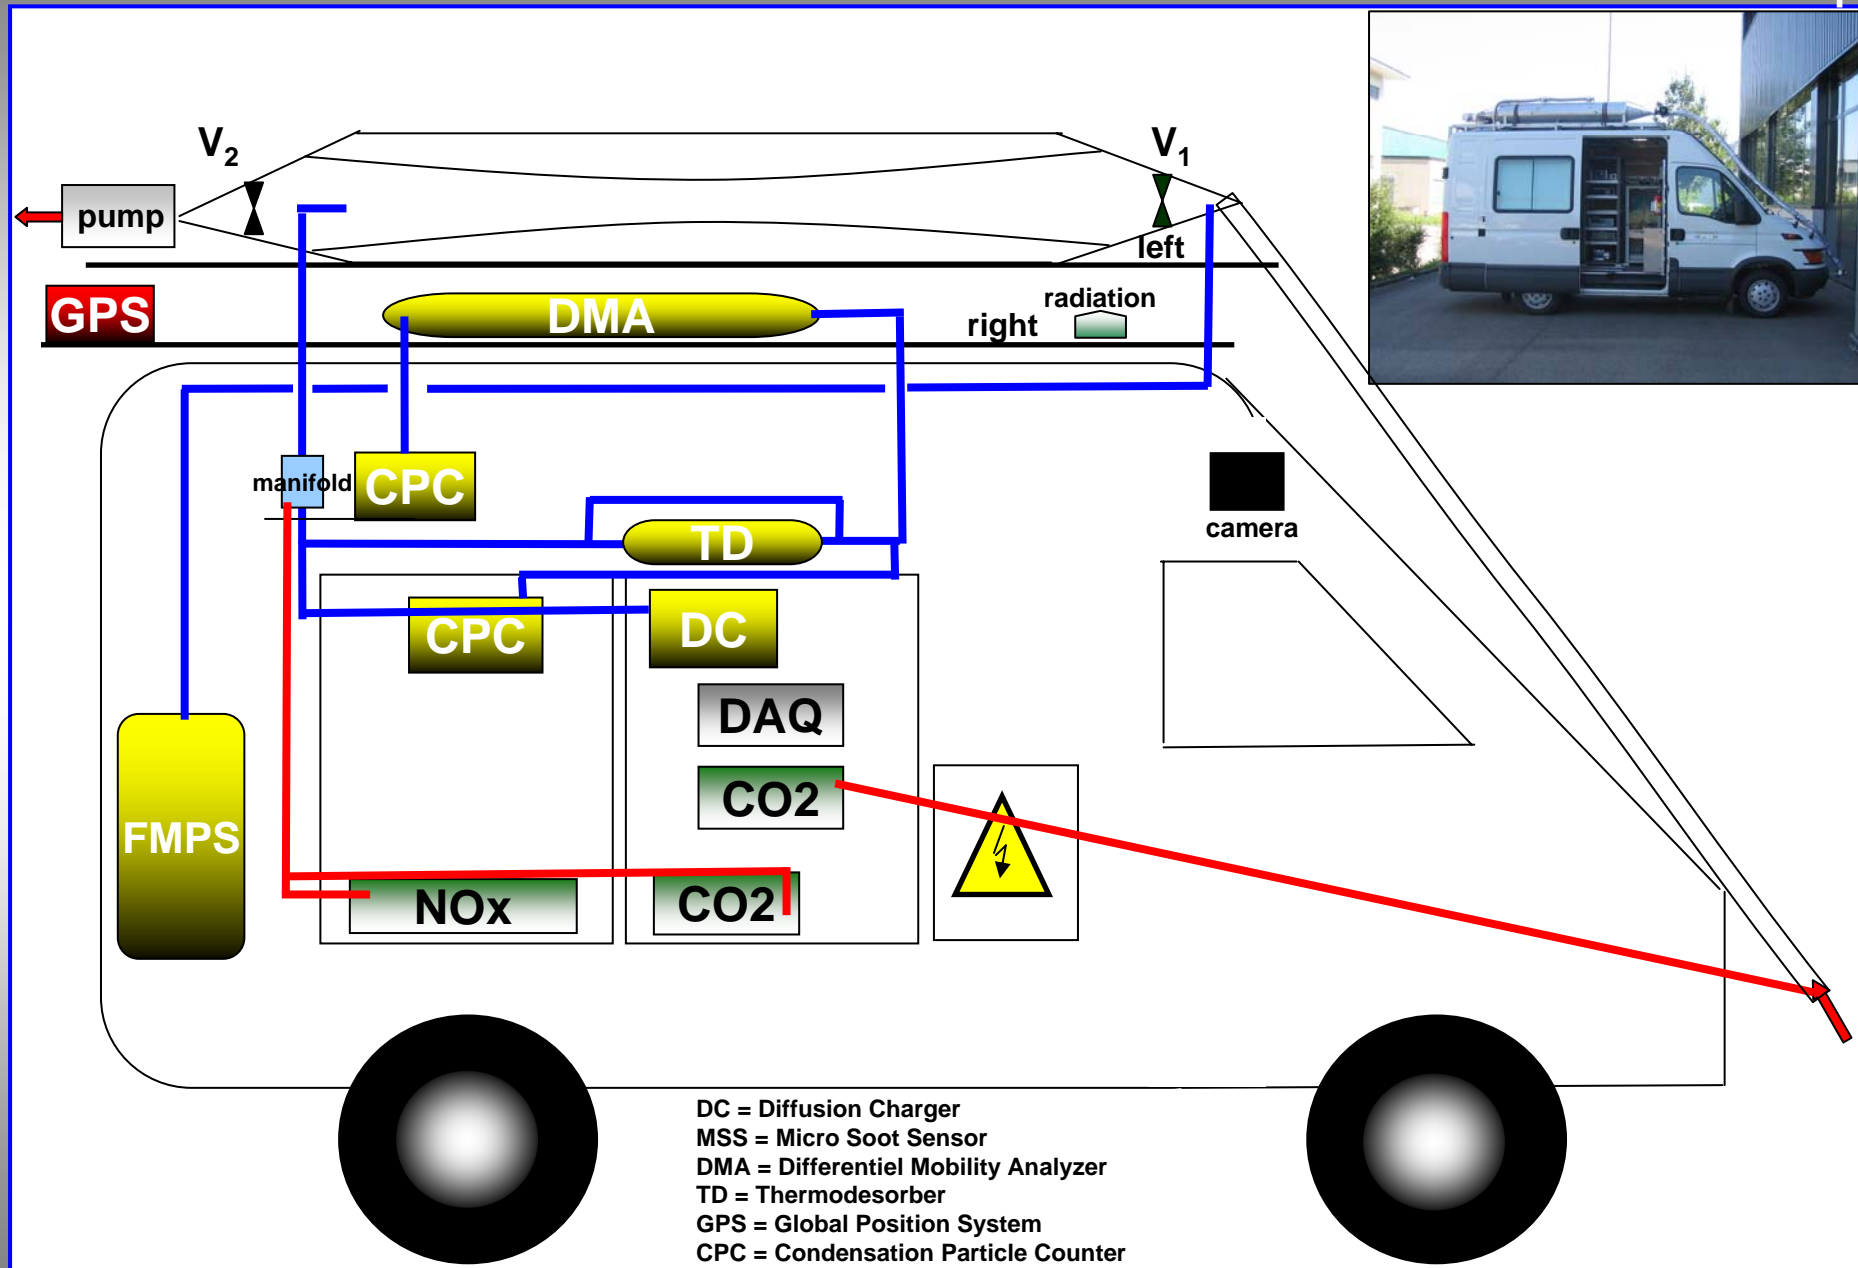 V2
V1
pump
left
GPS
DMA
radiation
right
manifold
CPC
TD
camera
CPC
DC
DAQ
CO2
FMPS
NOx
CO2
DC = Diffusion Charger
MSS = Micro Soot Sensor
DMA = Differentiel Mobility Analyzer
TD = Thermodesorber
GPS = Global Position System
CPC = Condensation Particle Counter